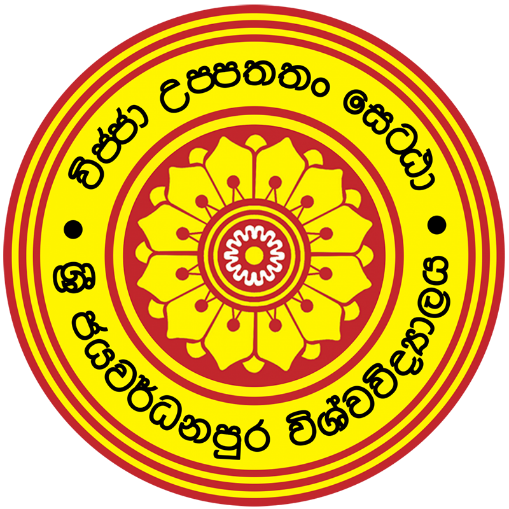 විජ්ජා උප්පතතං සෙට්ඨා
ශ්‍රී ජයවර්ධනපුර විශ්වවිද්‍යාලය